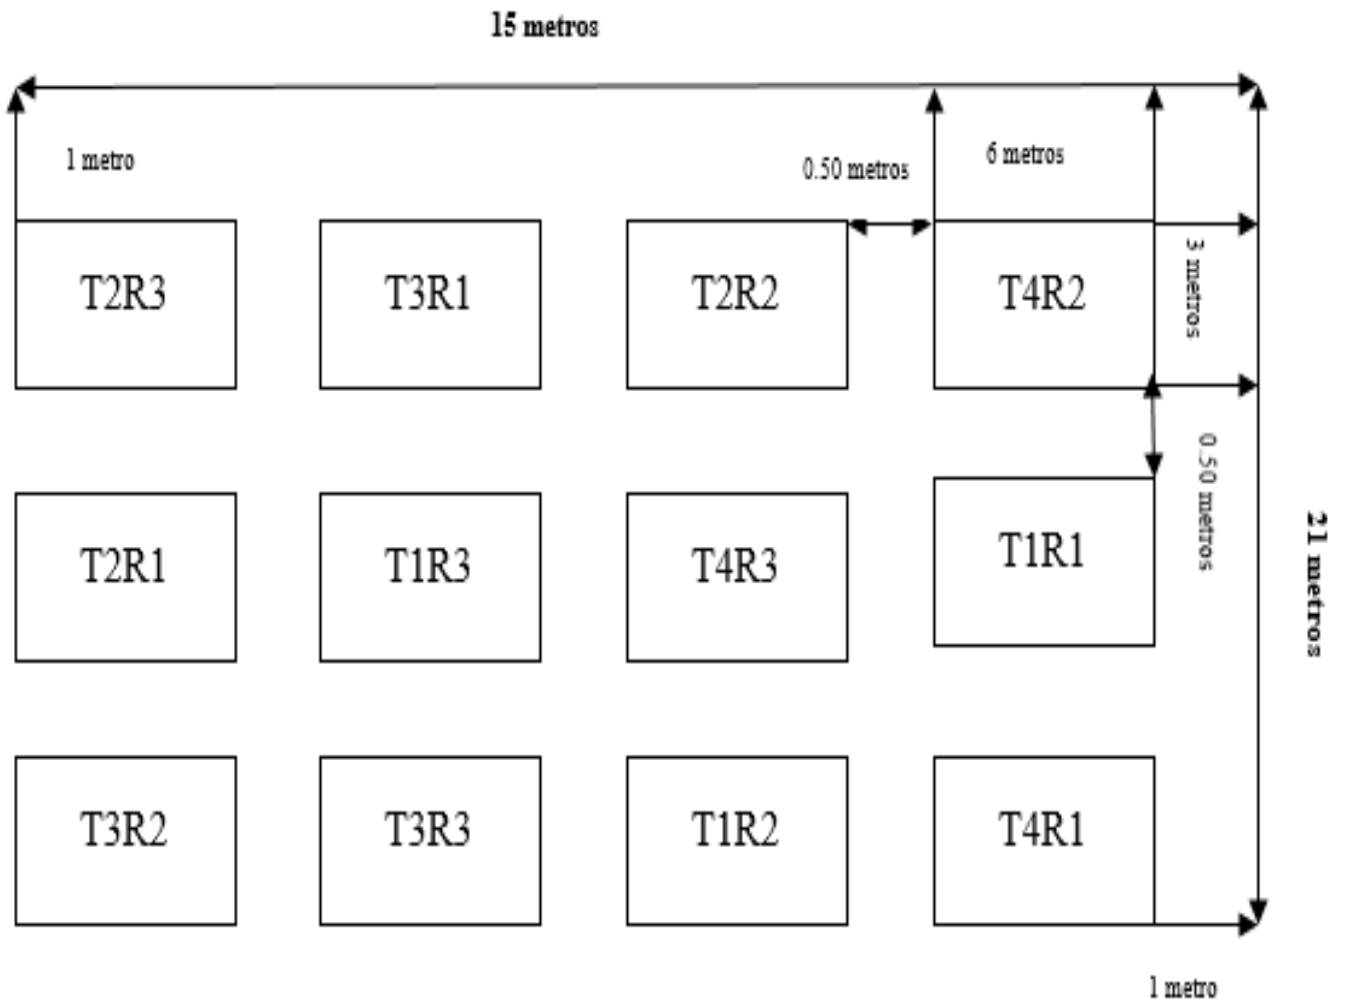 15 metros
1 metro
0.50 metros
6 metros
T2R3
T3R1
T2R2
T4R2
3 metros
0.50 metros
21 metros
T2R1
T1R3
T4R3
T1R1
T3R2
T3R3
T1R2
T4R1
1 metro